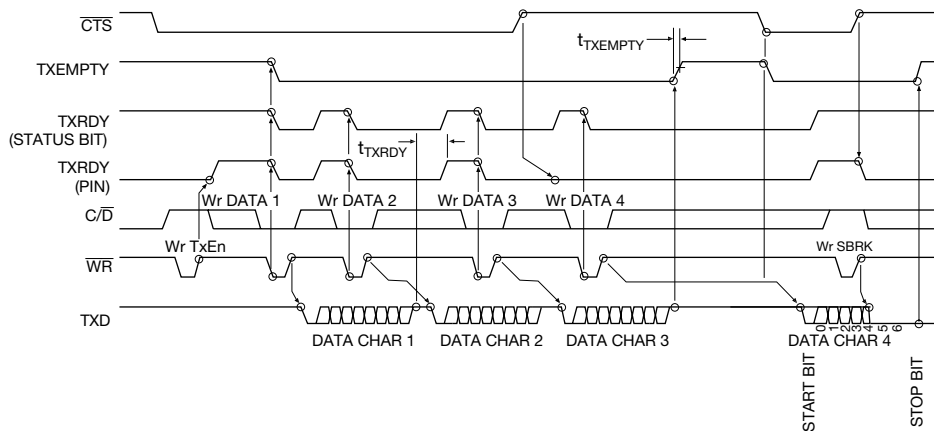 CTS
tTXEMPTY
TXEMPTY
TXRDY
(STATUS BIT)
tTXRDY
TXRDY
(PIN)
Wr DATA 1
Wr DATA 2
Wr DATA 3
Wr DATA 4
C/D
Wr TxEn
Wr SBRK
WR
TXD
0
1
2
3
4
5
6
DATA CHAR 1
DATA CHAR 2
DATA CHAR 3
DATA CHAR 4
START BIT
STOP BIT